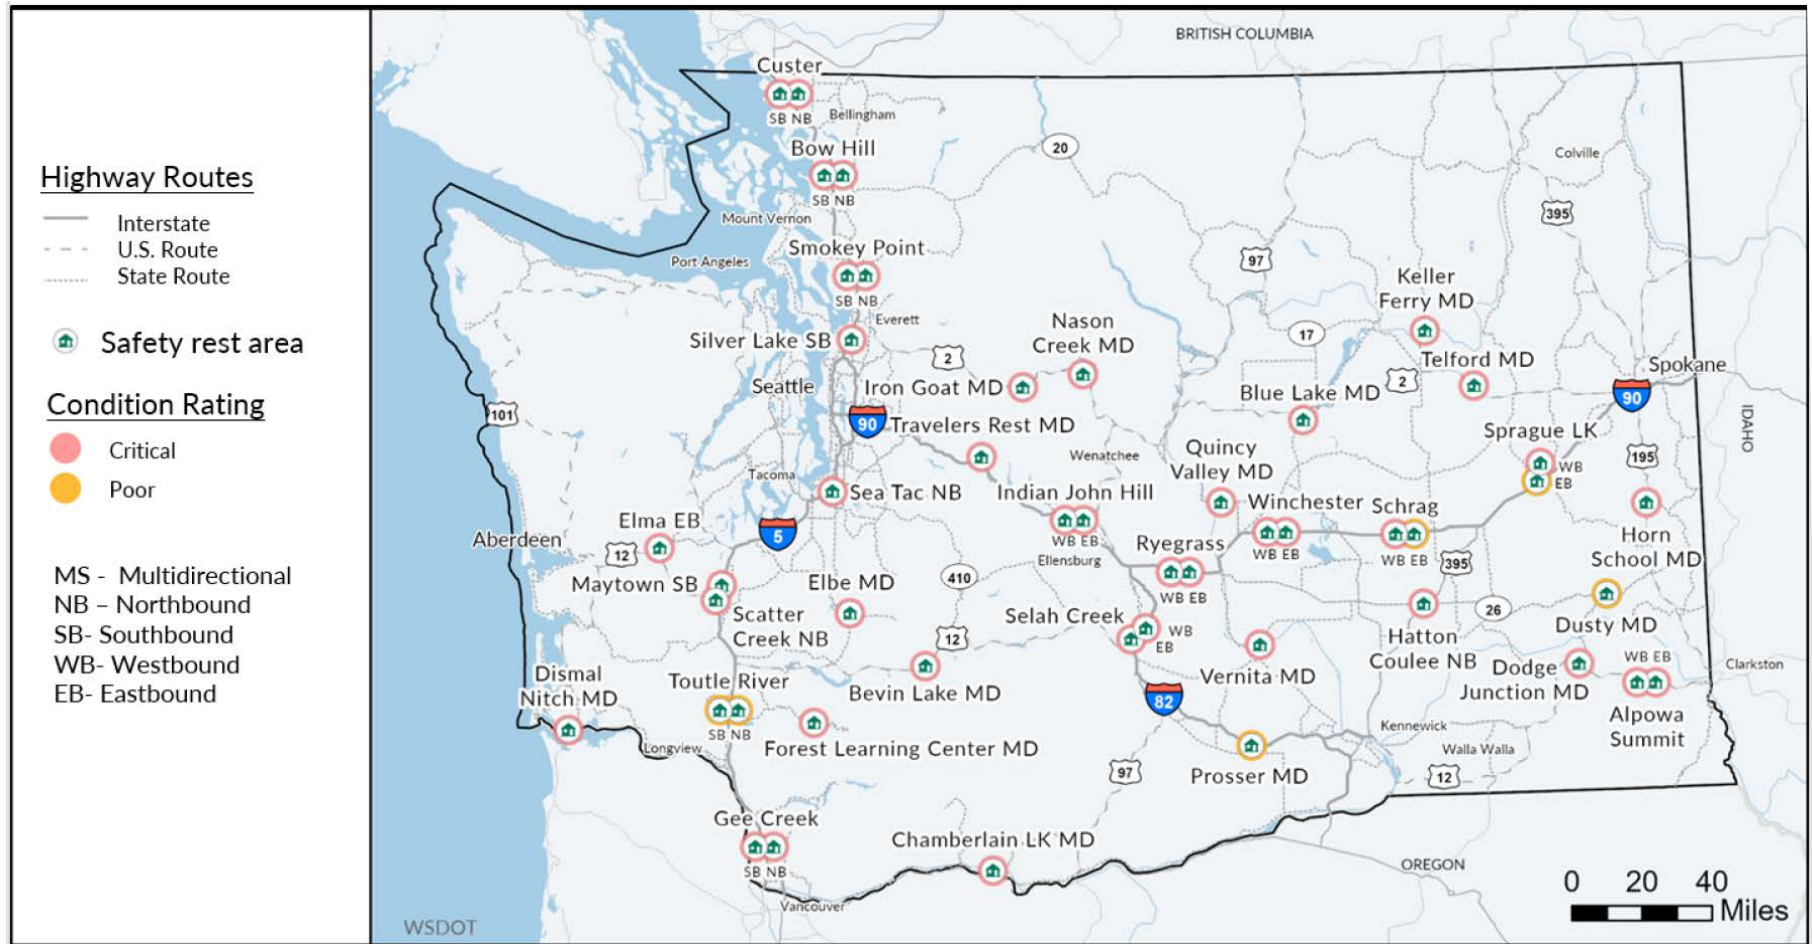 Highway Routes
Interstate
U.S. Route
State Route
Safety rest area
Condition Rating
Critical
Poor
MS - Multidirectional
NB – Northbound
SB- Southbound
WB- Westbound
EB- Eastbound
BRITISH COLUMBIA
Custer
SB NB
Bellingham
Bow Hill
SB NB
20
Colville
395
Mount Vernon
Smokey Point
SB NB
Port Angeles
97
Keller
Ferry MD
Everett
Silver Lake SB
Nason
Creek MD
17
2
Telford MD
Spokane
Seattle
Iron Goat MD
Blue Lake MD
2
90
101
90
Travelers Rest MD
Sprague LK
WB
EB
195
IDAHO
Quincy
Valley MD
Wenatchee
Tacoma
Sea Tac NB
Indian John Hill
WB EB
Winchester
WB EB
Schrag
WB EB
Horn
School MD
Elma EB
Aberdeen
12
5
Ellensburg
Ryegrass
WB EB
395
Maytown SB
Elbe MD
410
Scatter
Creek NB
Selah Creek
WB
EB
26
Hatton
Coulee NB
Dusty MD
12
Dismal
Nitch MD
Toutle River
SB NB
Bevin Lake MD
Vernita MD
Dodge
Junction MD
WB EB
Clarkston
82
Alpowa
Summit
Longview
Forest Learning Center MD
Kennewick
Walla Walla
97
Prosser MD
12
Gee Creek
SB NB
Chamberlain LK MD
OREGON
Vancouver
0 20 40
Miles
WSDOT